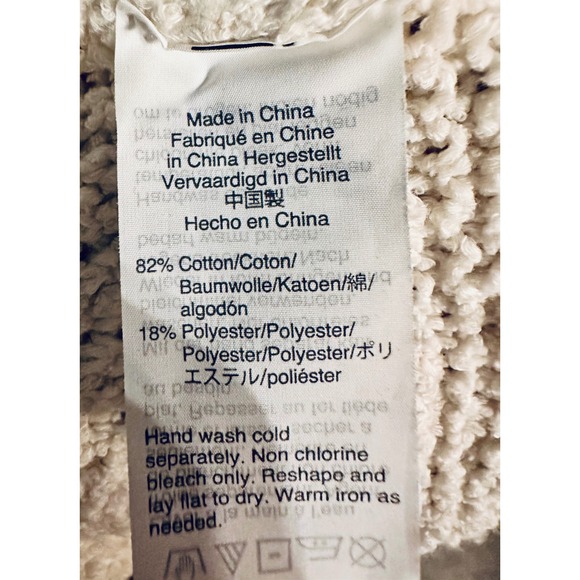 Made in China
Fabriqué en Chine
in China Hergestellt
Vervaardigd in China
中国製
Hecho en China
82% Cotton/Coton/
Baumwolle/Katoen/綿/
algodón
18% Polyester/Polyester/
Polyester/Polyester/ポリ
エステル/poliéster
Hand wash cold
separately. Non chlorine
bleach only. Reshape and
lay flat to dry. Warm iron as
needed.